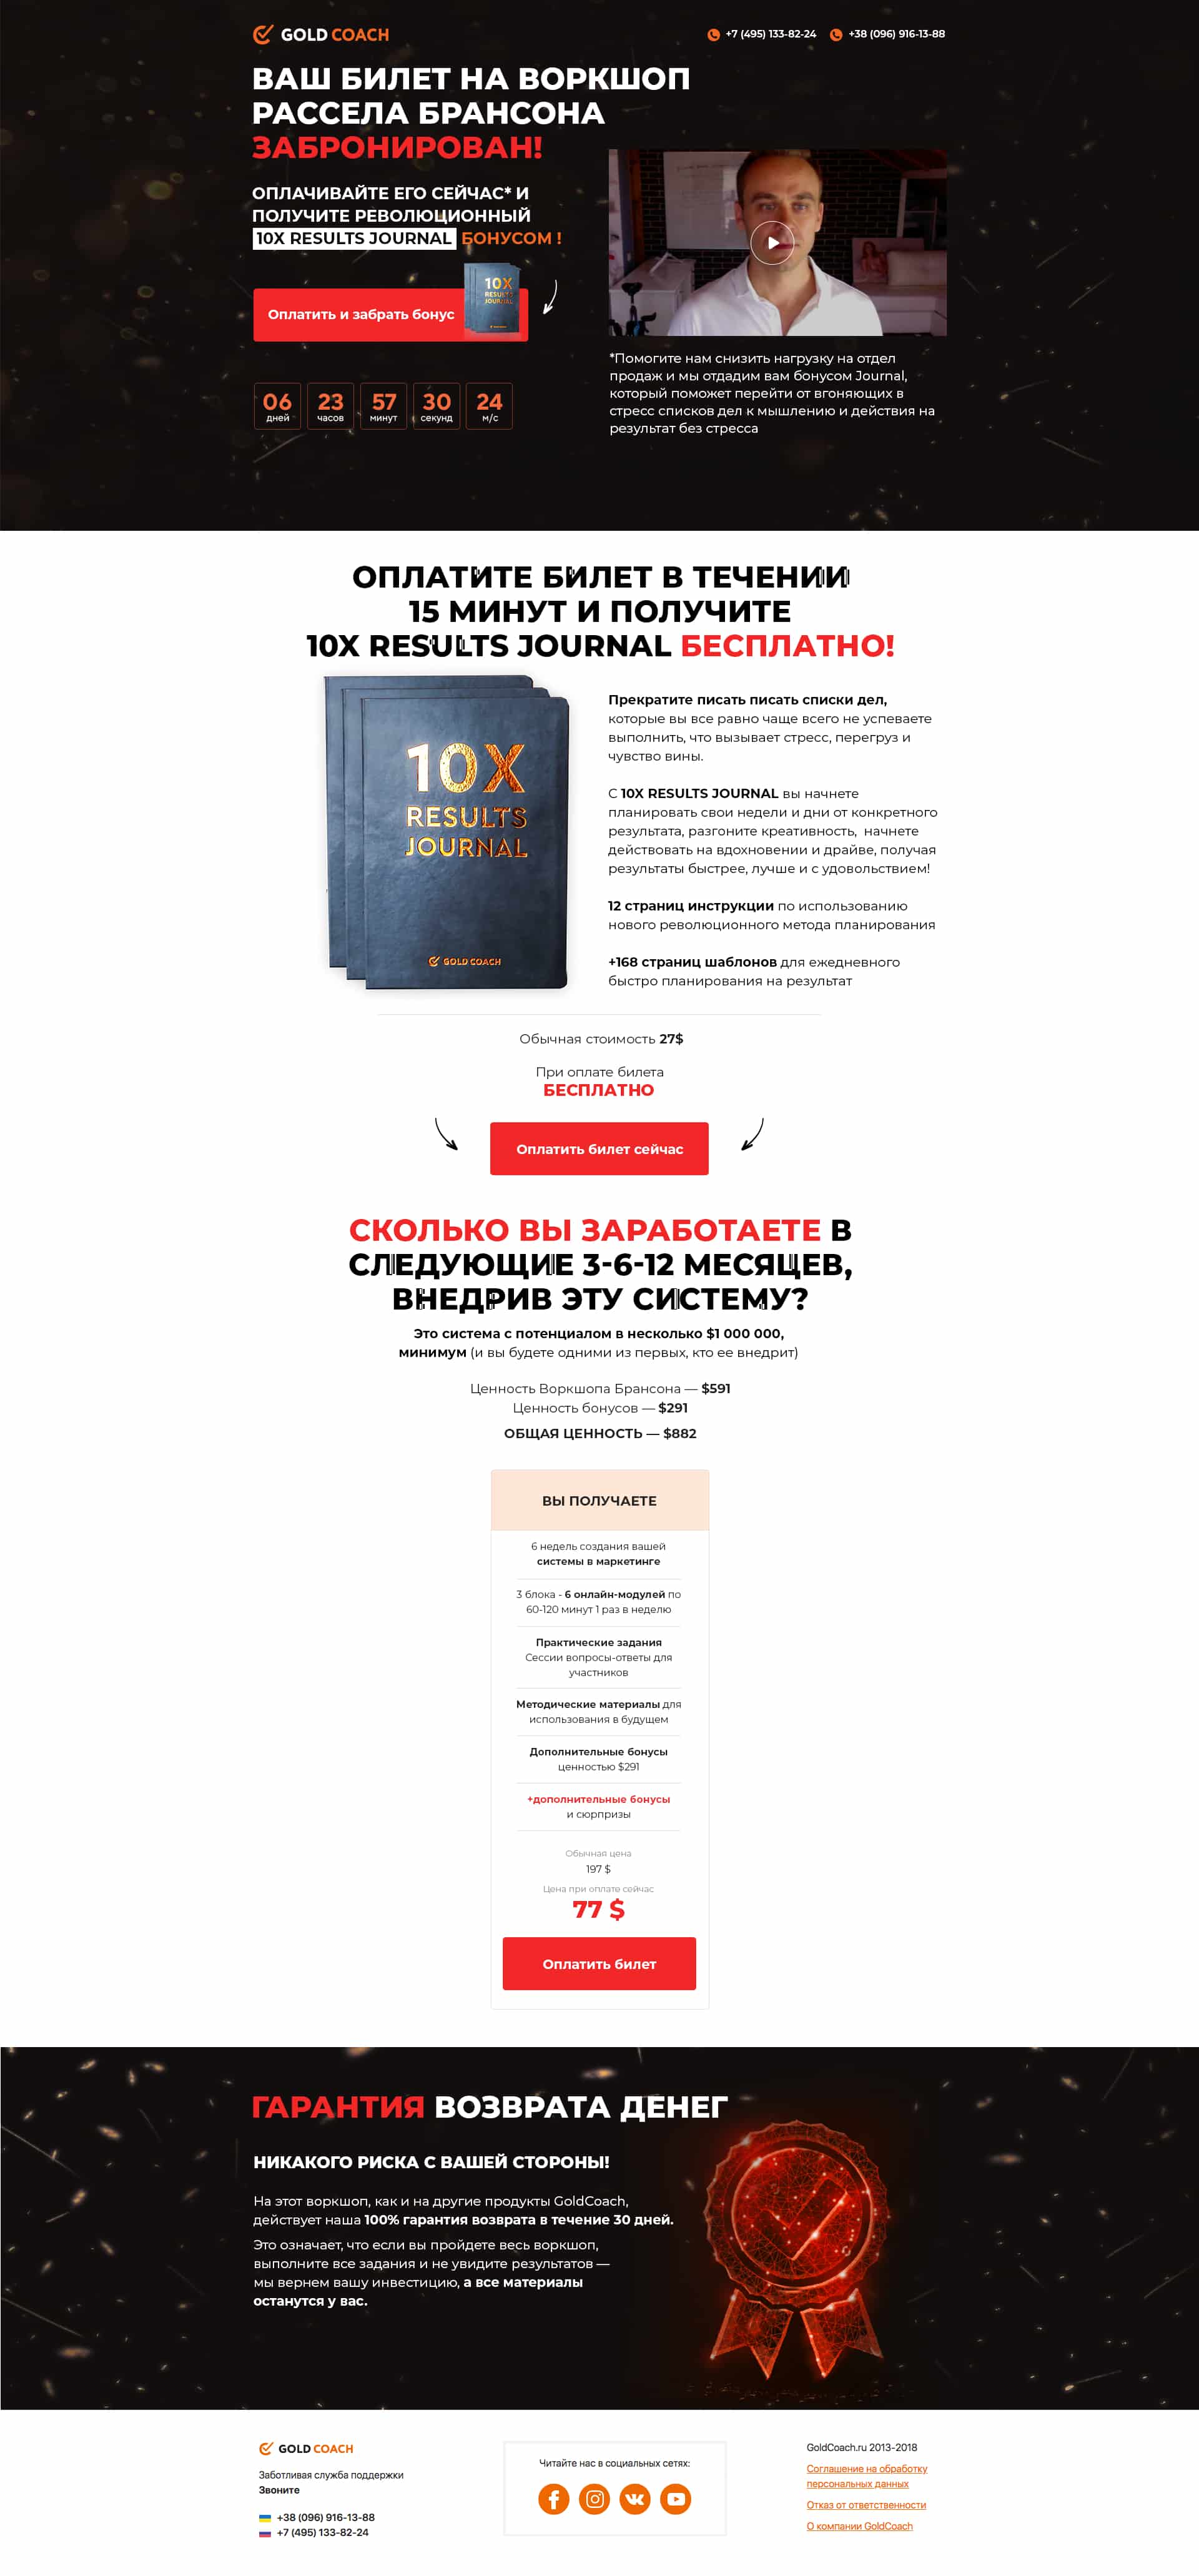 GOLD COACH
+7 (495) 133-82-24
+38 (096) 916-13-88
ВАШ БИЛЕТ НА ВОРКШОП
РАССЕЛА БРАНСОНА
ЗАБРОНИРОВАН!
ОПЛАЧИВАЙТЕ ЕГО СЕЙЧАС* И
ПОЛУЧИТЕ РЕВОЛЮЦИОННЫЙ
10X RESULTS JOURNAL БОНУСОМ !
Оплатить и забрать бонус
10X
RESULTS
JOURNAL
06 23 57 30 24
дней часов минут секунд м/с
*Помогите нам снизить нагрузку на отдел
продаж и мы отдадим вам бонусом Journal,
который поможет перейти от вгоняющих в
стресс списков дел к мышлению и действия на
результат без стресса
ОПЛАТИТЕ БИЛЕТ В ТЕЧЕНИИ
15 МИНУТ И ПОЛУЧИТЕ
10X RESULTS JOURNAL БЕСПЛАТНО!
10X
RESULTS
JOURNAL
GOLD COACH
Прекратите писать писать списки дел,
которые вы все равно чаще всего не успеваете
выполнить, что вызывает стресс, перегруз и
чувство вины.
С 10X RESULTS JOURNAL вы начнете
планировать свои недели и дни от конкретного
результата, разгоните креативность, начнете
действовать на вдохновении и драйве, получая
результаты быстрее, лучше и с удовольствием!
12 страниц инструкции по использованию
нового революционного метода планирования
+168 страниц шаблонов для ежедневного
быстро планирования на результат
Обычная стоимость 27$
При оплате билета
БЕСПЛАТНО
Оплатить билет сейчас
СКОЛЬКО ВЫ ЗАРАБОТАЕТЕ В
СЛЕДУЮЩИЕ 3-6-12 МЕСЯЦЕВ,
ВНЕДРИВ ЭТУ СИСТЕМУ?
Это система с потенциалом в несколько $1 000 000,
минимум (и вы будете одними из первых, кто ее внедрит)
Ценность Воркшопа Брансона — $591
Ценность бонусов — $291
ОБЩАЯ ЦЕННОСТЬ — $882
ВЫ ПОЛУЧАЕТЕ
6 недель создания вашей
системы в маркетинге
3 блока - 6 онлайн-модулей по
60-120 минут 1 раз в неделю
Практические задания
Сессии вопросы-ответы для
участников
Методические материалы для
использования в будущем
Дополнительные бонусы
ценностью $291
+дополнительные бонусы
и сюрпризы
Обычная цена
197 $
Цена при оплате сейчас
77 $
Оплатить билет
ГАРАНТИЯ ВОЗВРАТА ДЕНЕГ
НИКАКОГО РИСКА С ВАШЕЙ СТОРОНЫ!
На этот воркшоп, как и на другие продукты GoldCoach,
действует наша 100% гарантия возврата в течение 30 дней.
Это означает, что если вы пройдете весь воркшоп,
выполните все задания и не увидите результатов —
мы вернем вашу инвестицию, а все материалы
останутся у вас.
GOLD COACH
Заботливая служба поддержки
Звоните
+38 (096) 916-13-88
+7 (495) 133-82-24
Читайте нас в социальных сетях:
GoldCoach.ru 2013-2018
Соглашение на обработку
персональных данных
Отказ от ответственности
О компании GoldCoach